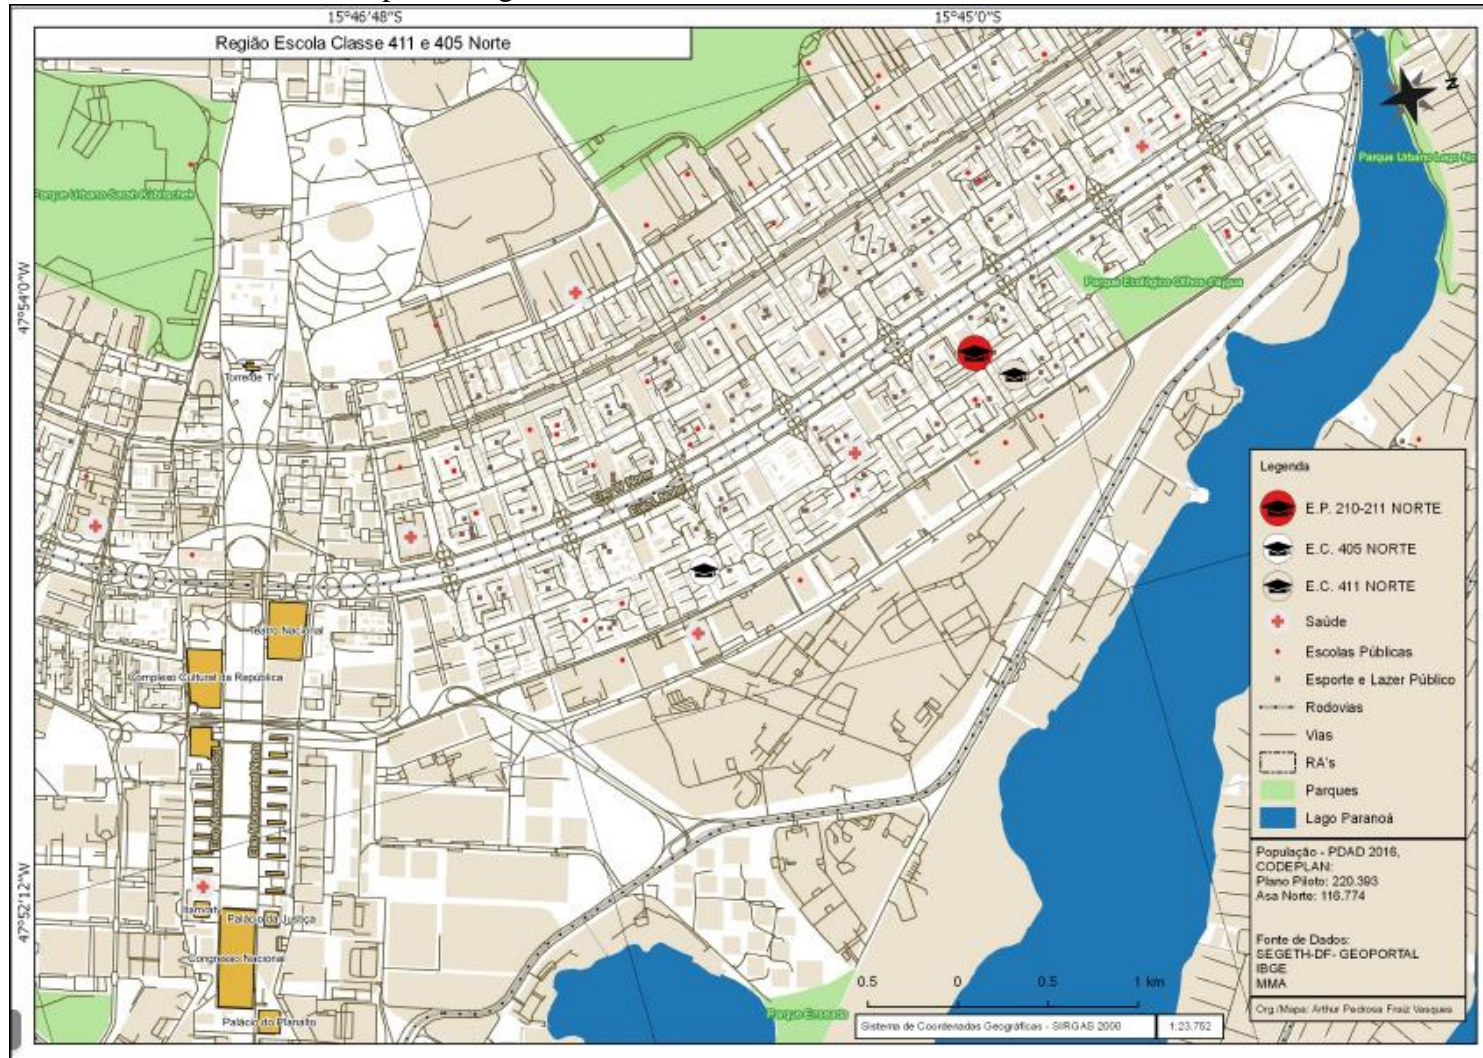 15°46'48"S
15°45'0"S
Região Escola Classe 411 e 405 Norte
N
Parque Urbano Sarah Kubitschek
47°54'0"W
Torre de TV
Parque Ecológico Olhos d'água
Teatro Nacional
Complexo Cultural da República
47°52'12"W
Itamraty
Palácio da Justiça
Congresso Nacional
Palácio do Planalto
Legenda
E.P. 210-211 NORTE
E.C. 405 NORTE
E.C. 411 NORTE
Saúde
Escolas Públicas
Esporte e Lazer Público
Rodovias
Vias
RA's
Parques
Lago Paranoá
População - PDAD 2016,
CODEPLAN:
Plano Piloto: 220.393
Asa Norte: 116.774
Fonte de Dados:
SEGETH-DF- GEOPORTAL
IBGE
MMA
Org./Mapa: Arthur Pedrosa Fraiz Vasques
0.5 0 0.5 1 km
Sistema de Coordenadas Geográficas - SIRGAS 2000
1:23.752